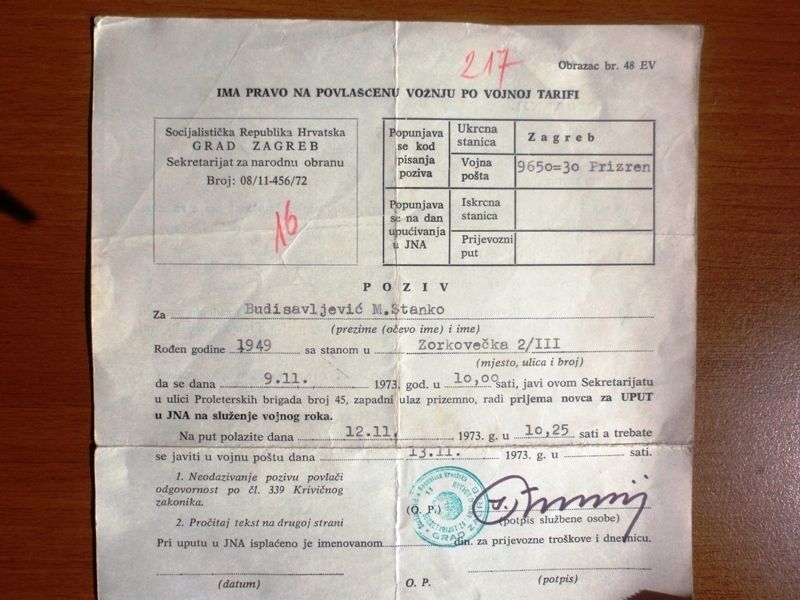 217
Obrazac br. 48 EV
IMA PRAVO NA POVLAŠĆENU VOŽNJU PO VOJNOJ TARIFI
Socijalistička Republika Hrvatska
GRAD ZAGREB
Sekretarijat za narodnu obranu
Broj: 08/11-456/72
16
Popunjava
se kod
pisanja
poziva
Ukrcna
stanica
Zagreb
Vojna
pošta
9650=30 Prizren
Popunjava
se na dan
upućivanja
u JNA
Iskrcna
stanica
Prijevozni
put
POZIV
Za Budisavljević M.Stanko
(prezime (očevo ime) i ime)
Rođen godine 1949 sa stanom u Zorkovečka 2/III
(mjesto, ulica i broj)
da se dana 9.11. 1973. god. u 10,00 sati, javi ovom Sekretarijatu
u ulici Proleterskih brigada broj 45, zapadni ulaz prizemno, radi prijema novca za UPUT
u JNA na služenje vojnog roka.
Na put polazite dana 12.11. 1973. g. u 10,25 sati a trebate
se javiti u vojnu poštu dana 13.11. 1973. g. u sati.
1. Neodazivanje pozivu povlači
odgovornost po čl. 339 Krivičnog
zakonika.
2. Pročitaj tekst na drugoj strani
(O. P.)
GRAD
(potpis službene osobe)
Pri uputu u JNA isplaćeno je imenovanom din. za prijevozne troškove i dnevnicu.
(datum)
O. P.
(potpis)